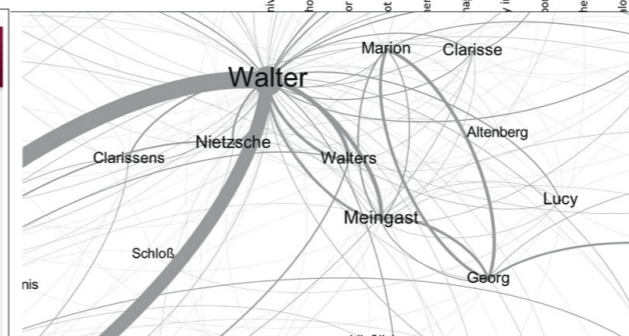 Marion
Clarisse
Walter
Altenberg
Nietzsche
Clarissens
Walters
Lucy
Meingast
Schloß
Georg
nis